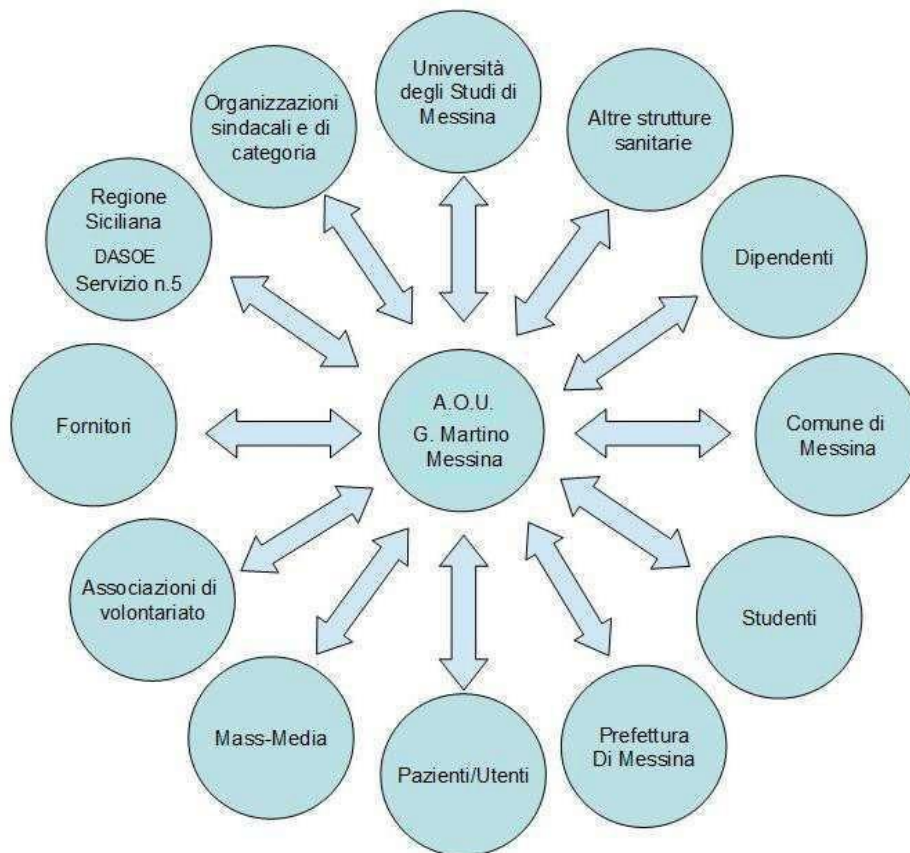 Università
degli Studi di
Messina
Organizzazioni
sindacali e di
categoria
Altre strutture
sanitarie
Regione
Siciliana
DASOE
Servizio n.5
Dipendenti
Fornitori
A.O.U.
G. Martino
Messina
Comune di
Messina
Associazioni di
volontariato
Studenti
Mass-Media
Pazienti/Utenti
Prefettura
Di Messina